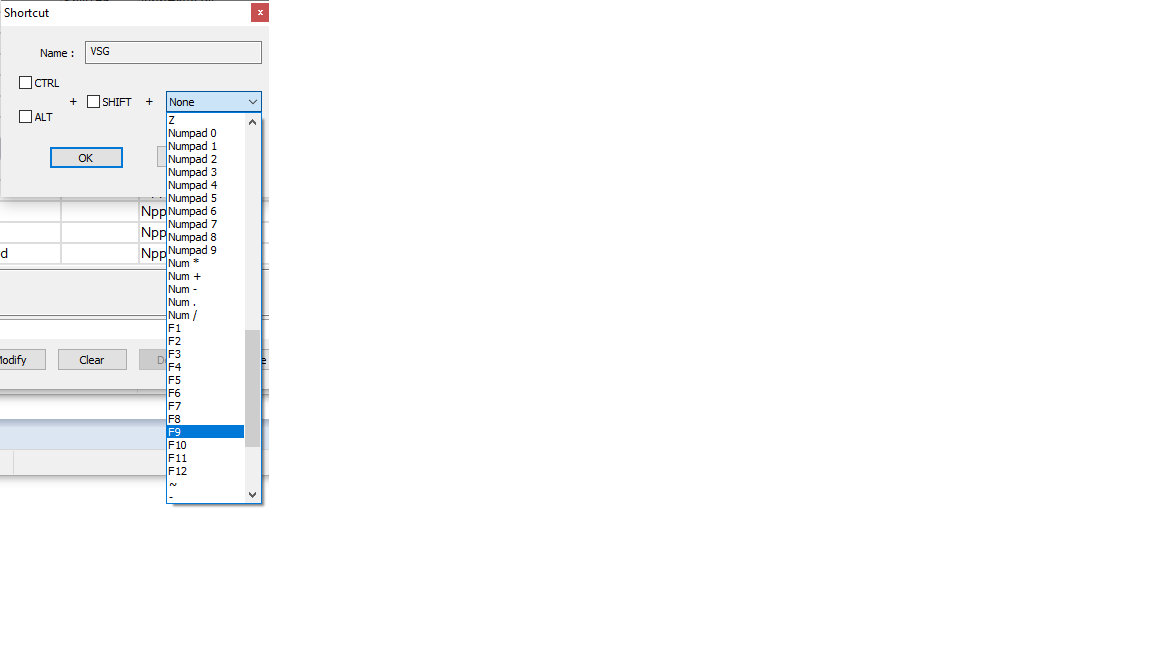 Shortcut
Name :
VSG
CTRL
+
SHIFT
+
None
ALT
OK
Z
Numpad 0
Numpad 1
Numpad 2
Numpad 3
Numpad 4
Numpad 5
Numpad 6
Numpad 7
Numpad 8
Numpad 9
Num *
Num +
Num -
Num .
Num /
F1
F2
F3
F4
F5
F6
F7
F8
F9
F10
F11
F12
~
-
Npp
Npp
d
Npp
Modify
Clear
D
e